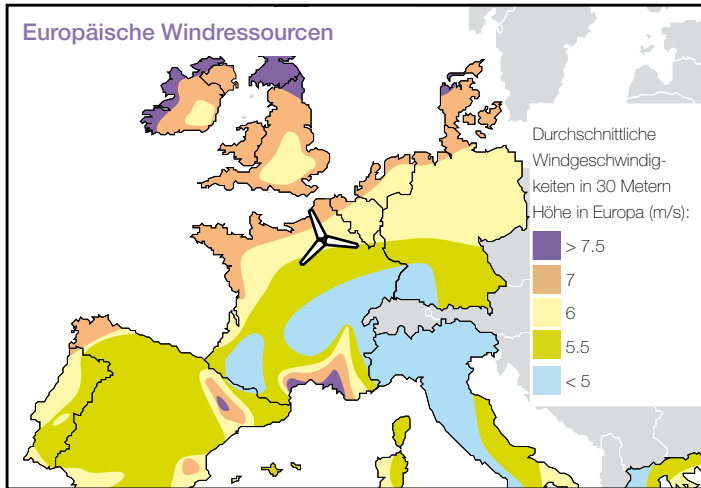 Europäische Windressourcen
Durchschnittliche
Windgeschwindig-
keiten in 30 Metern
Höhe in Europa (m/s):
> 7.5
7
6
5.5
< 5